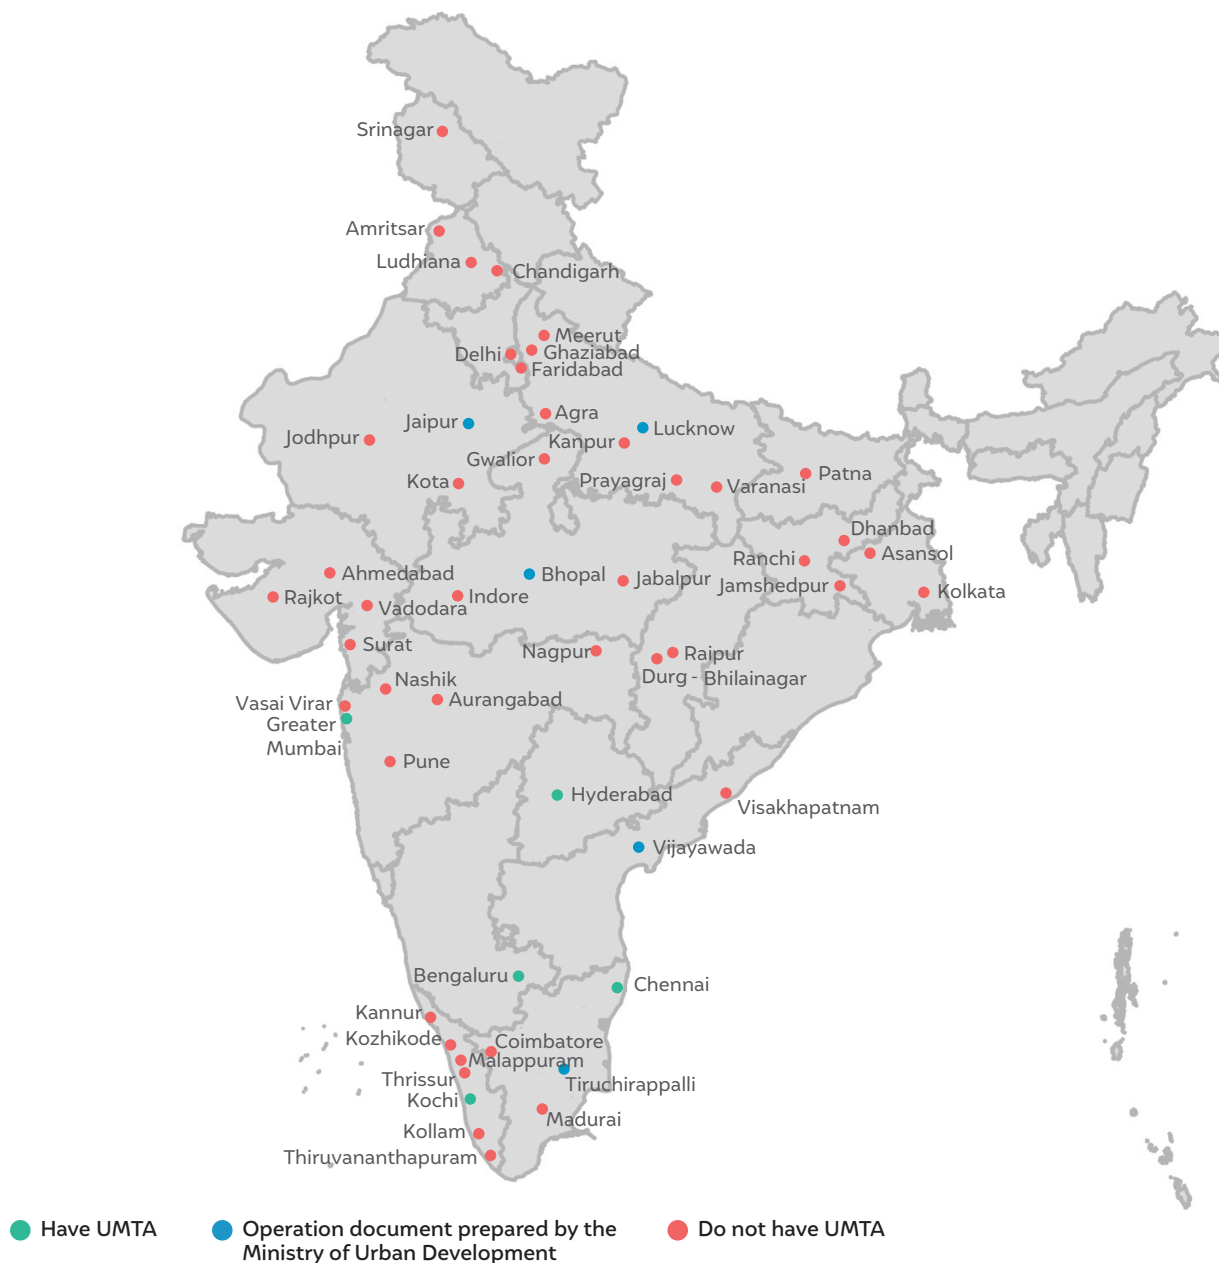 Srinagar
Amritsar
Ludhiana
Chandigarh
Meerut
Delhi
Ghaziabad
Faridabad
Agra
Jaipur
Lucknow
Jodhpur
Kanpur
Gwalior
Kota
Prayagraj
Varanasi
Patna
Dhanbad
Asansol
Ranchi
Ahmedabad
Bhopal
Jabalpur
Jamshedpur
Kolkata
Rajkot
Vadodara
Indore
Surat
Nagpur
Raipur
Durg - Bhilainagar
Nashik
Aurangabad
Vasai Virar
Greater
Mumbai
Pune
Hyderabad
Visakhapatnam
Vijayawada
Bengaluru
Chennai
Kannur
Kozhikode
Coimbatore
Malappuram
Thrissur
Tiruchirappalli
Kochi
Madurai
Kollam
Thiruvananthapuram
Have UMTA
Operation document prepared by the
Ministry of Urban Development
Do not have UMTA